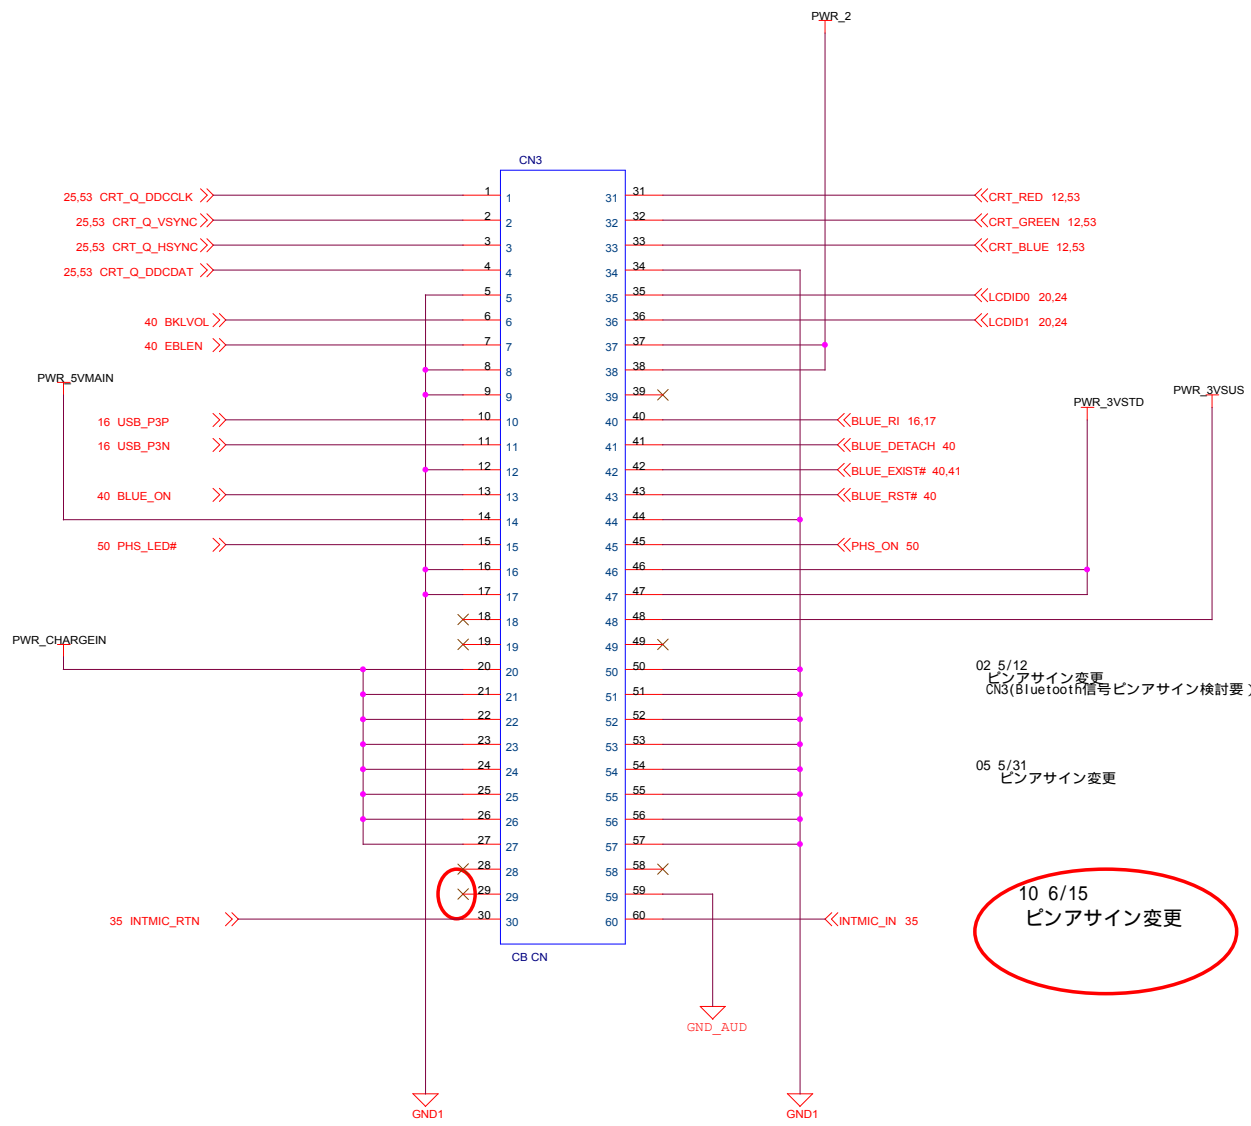 PWR_2
CN3
25,53 CRT_Q_DDCCLK 1 1 31 31 CRT_RED 12,53
25,53 CRT_Q_VSYNC 2 2 32 32 CRT_GREEN 12,53
25,53 CRT_Q_HSYNC 3 3 33 33 CRT_BLUE 12,53
25,53 CRT_Q_DDCDAT 4 4 34 34
5 5 35 35 LCDID0 20,24
40 BKLVOL 6 6 36 36 LCDID1 20,24
40 EBLEN 7 7 37 37
8 8 38 38
PWR_5VMAIN
9 9 39 39
PWR_3VSTD
PWR_3VSUS
16 USB_P3P 10 10 40 40 BLUE_RI 16,17
16 USB_P3N 11 11 41 41 BLUE_DETACH 40
12 12 42 42 BLUE_EXIST# 40,41
40 BLUE_ON 13 13 43 43 BLUE_RST# 40
14 14 44 44
50 PHS_LED# 15 15 45 45 PHS_ON 50
16 16 46 46
17 17 47 47
18 18 48 48
19 19 49 49
PWR_CHARGEIN
20 20 50 50
21 21 51 51
22 22 52 52
23 23 53 53
24 24 54 54
25 25 55 55
26 26 56 56
27 27 57 57
28 28 58 58
29 29 59 59
35 INTMIC_RTN 30 30 60 60 INTMIC_IN 35
CB CN
02 5/12
ピンアサイン変更
CN3(Bluetooth信号ピンアサイン検討要)
05 5/31
ピンアサイン変更
10 6/15
ピンアサイン変更
GND_AUD
GND1
GND1